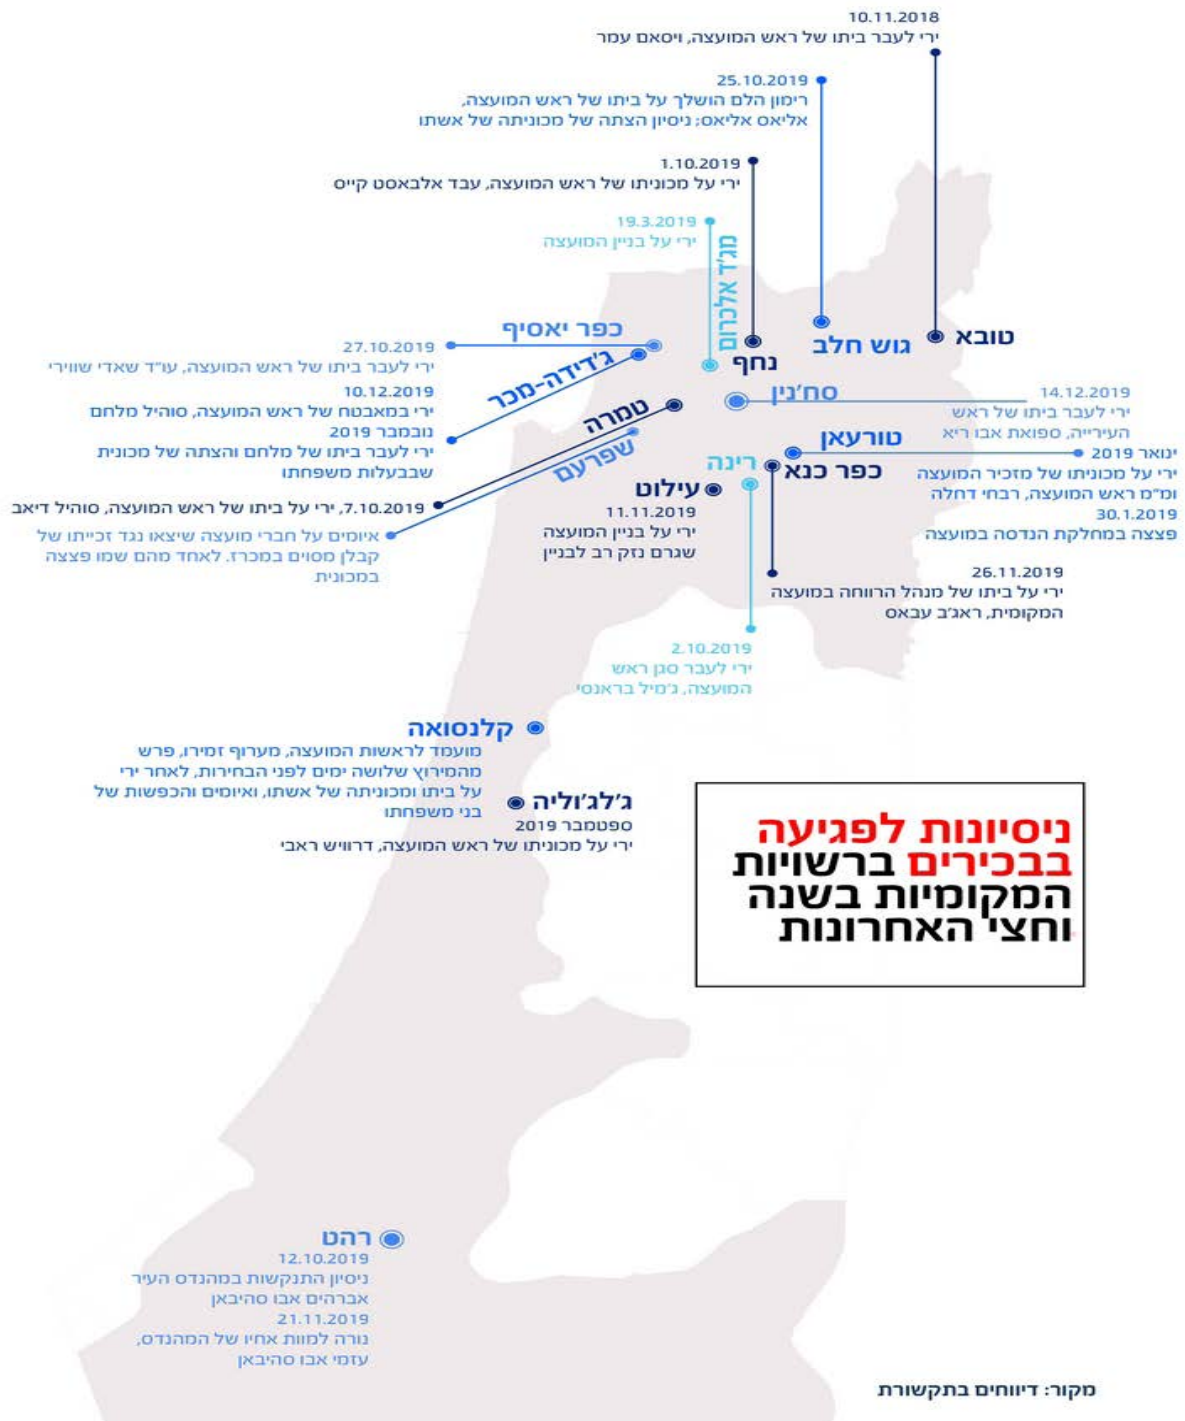 10.11.2018
ירי לעבר ביתו של ראש המועצה, ויסאם עמר
25.10.2019
רימון הלם הושלך על ביתו של ראש המועצה,
אליאס אליאס; ניסיון הצתה של מכוניתה של אשתו
1.10.2019
ירי על מכוניתו של ראש המועצה, עבד אלבאסט קייס
19.3.2019
ירי על בניין המועצה
מג'ד אלכרום
טובא
גוש חלב
נחף
כפר יאסיף
27.10.2019
ירי לעבר ביתו של ראש המועצה, עו"ד שאדי שווירי
ג'דידה-מכר
10.12.2019
ירי במאבטח של ראש המועצה, סוהיל מלחם
נובמבר 2019
ירי לעבר ביתו של מלחם והצתה של מכונית
שבבעלות משפחתו
סח'נין
14.12.2019
ירי לעבר ביתו של ראש
העירייה, ספואת אבו ריא
טמרה
7.10.2019, ירי על ביתו של ראש המועצה, סוהיל דיאב
שפרעם
איומים על חברי מועצה שיצאו נגד זכייתו של
קבלן מסוים במכרז. לאחד מהם שמו פצצה
במכונית
טורעאן
ינואר 2019
ירי על מכוניתו של מזכיר המועצה
ומ"מ ראש המועצה, רבחי דחלה
30.1.2019
פצצה במחלקת הנדסה במועצה
כפר כנא
26.11.2019
ירי על ביתו של מנהל הרווחה במועצה
המקומית, ראג'ב עבאס
רינה
2.10.2019
ירי לעבר סגן ראש
המועצה, ג'מיל בראנסי
עילוט
11.11.2019
ירי על בניין המועצה
שגרם נזק רב לבניין
קלנסואה
מועמד לראשות המועצה, מערוף זמירו, פרש
מהמירוץ שלושה ימים לפני הבחירות, לאחר ירי
על ביתו ומכוניתה של אשתו, ואיומים והכפשות של
בני משפחתו
ג'לג'וליה
ספטמבר 2019
ירי על מכוניתו של ראש המועצה, דרוויש ראבי
ניסיונות לפגיעה
בבכירים ברשויות
המקומיות בשנה
וחצי האחרונות
רהט
12.10.2019
ניסיון התנקשות במהנדס העיר
אברהים אבו סהיבאן
21.11.2019
נורה למוות אחיו של המהנדס,
עזמי אבו סהיבאן
מקור: דיווחים בתקשורת